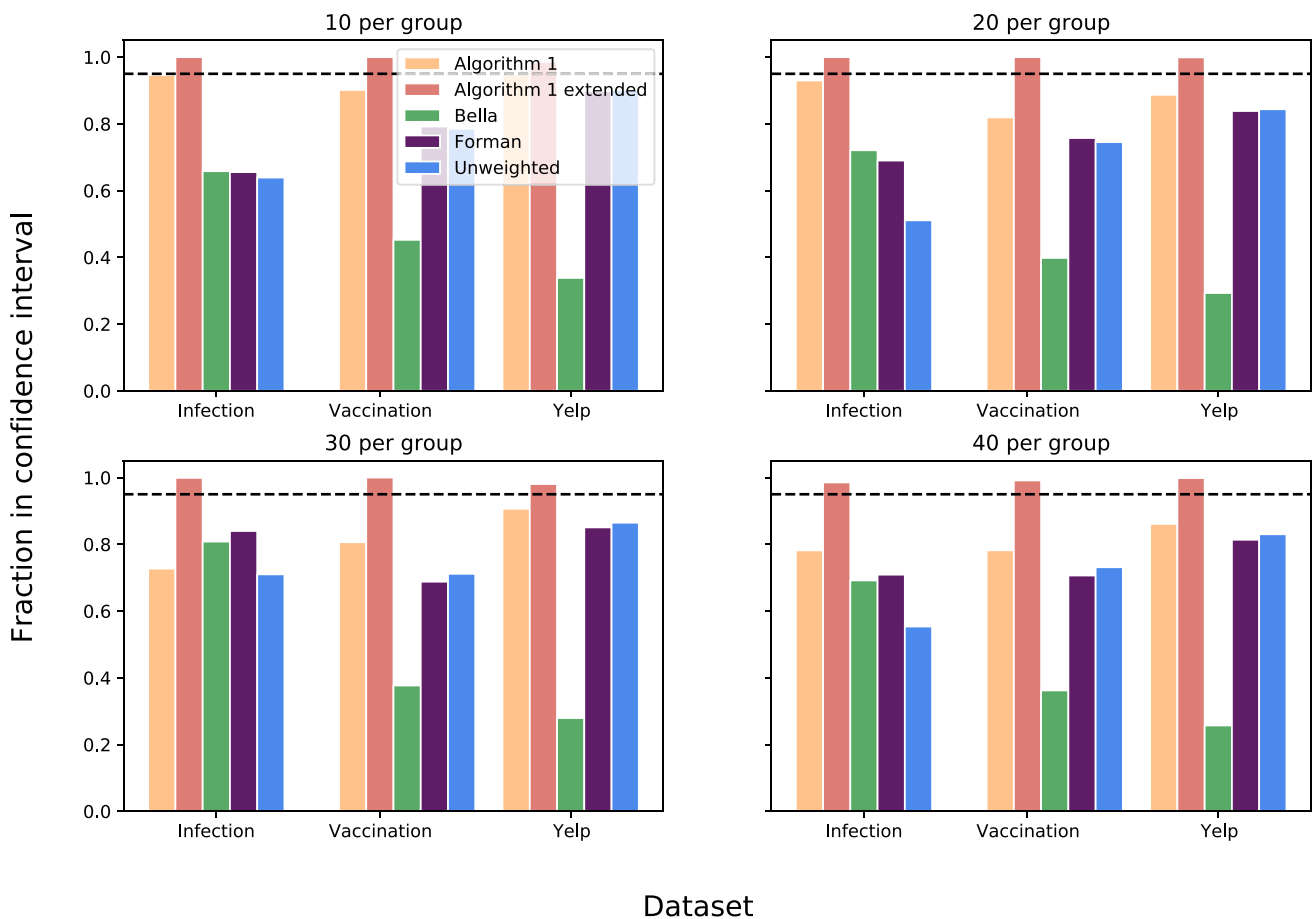 10 per group
20 per group
1.0
0.8
0.6
0.4
0.2
0.0
Algorithm 1
Algorithm 1 extended
Bella
Forman
Unweighted
Infection
Vaccination
Yelp
Infection
Vaccination
Yelp
Fraction in confidence interval
30 per group
40 per group
1.0
0.8
0.6
0.4
0.2
0.0
Infection
Vaccination
Yelp
Infection
Vaccination
Yelp
Dataset